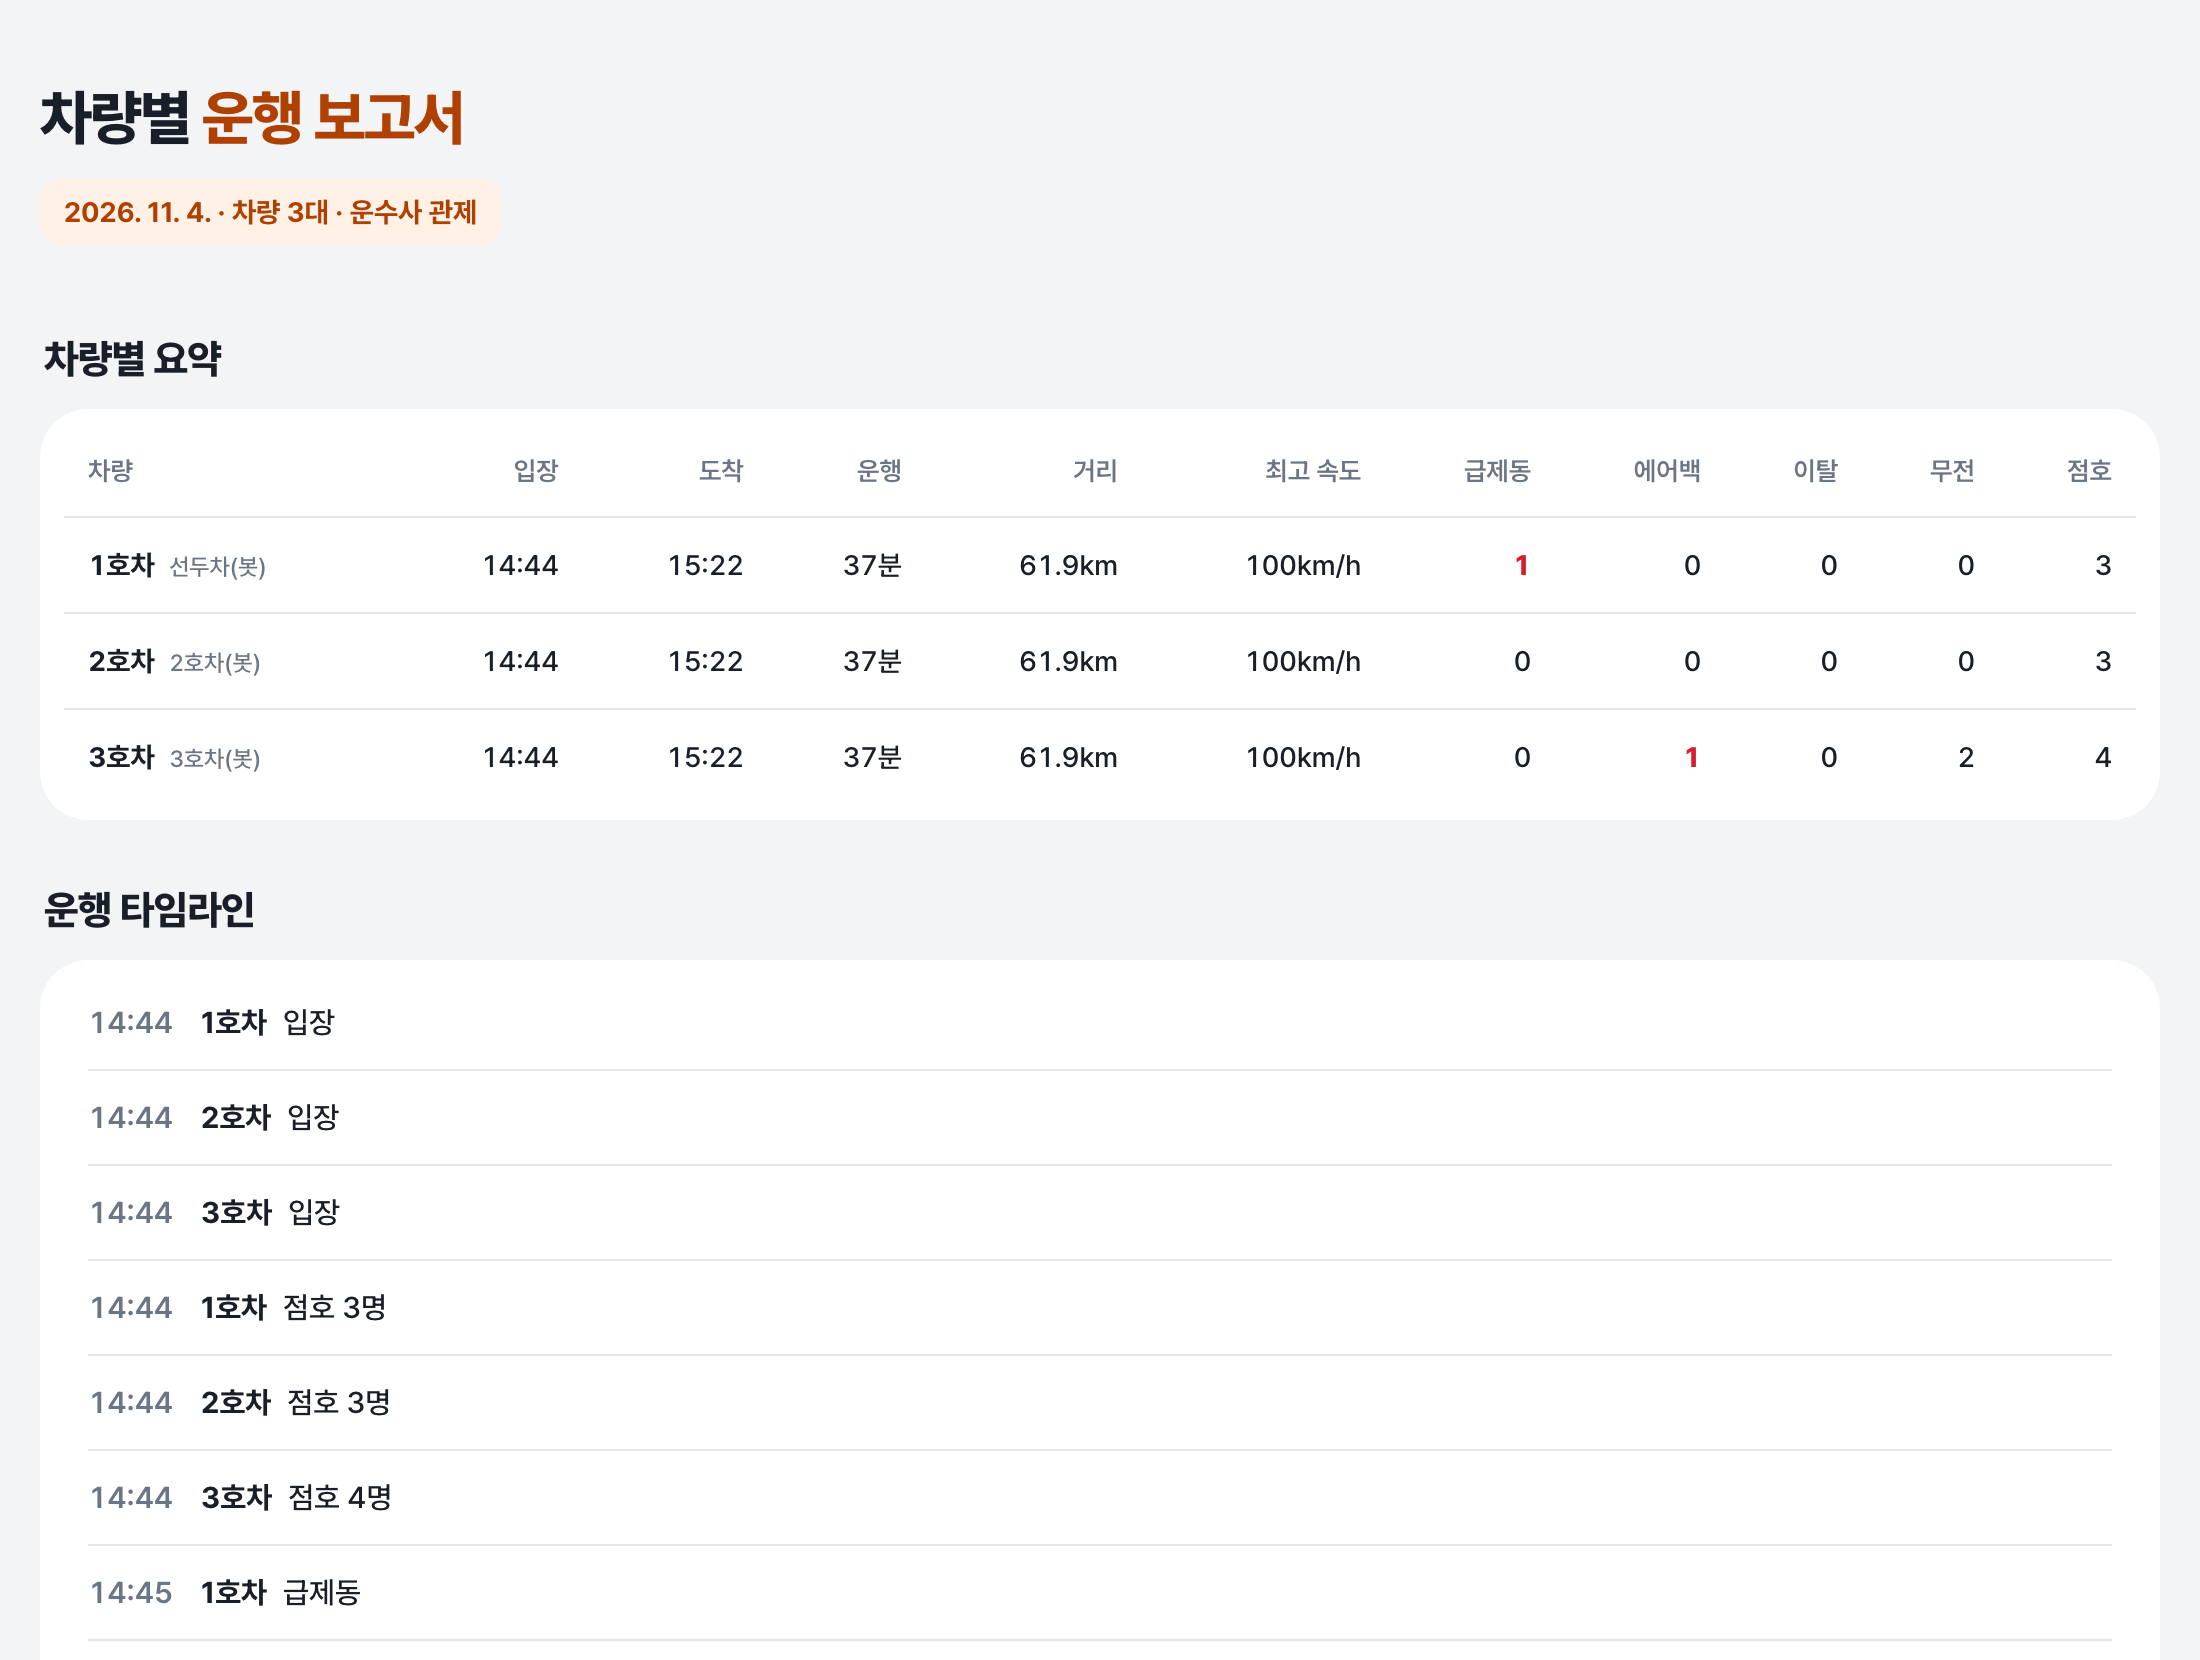 차량별 운행 보고서
2026. 11. 4. · 차량 3대 · 운수사 관제
차량별 요약
차량 입장 도착 운행 거리 최고 속도 급제동 에어백 이탈 무전 점호
1호차 선두차(봇) 14:44 15:22 37분 61.9km 100km/h 1 0 0 0 3
2호차 2호차(봇) 14:44 15:22 37분 61.9km 100km/h 0 0 0 0 3
3호차 3호차(봇) 14:44 15:22 37분 61.9km 100km/h 0 1 0 2 4
운행 타임라인
14:44 1호차 입장
14:44 2호차 입장
14:44 3호차 입장
14:44 1호차 점호 3명
14:44 2호차 점호 3명
14:44 3호차 점호 4명
14:45 1호차 급제동